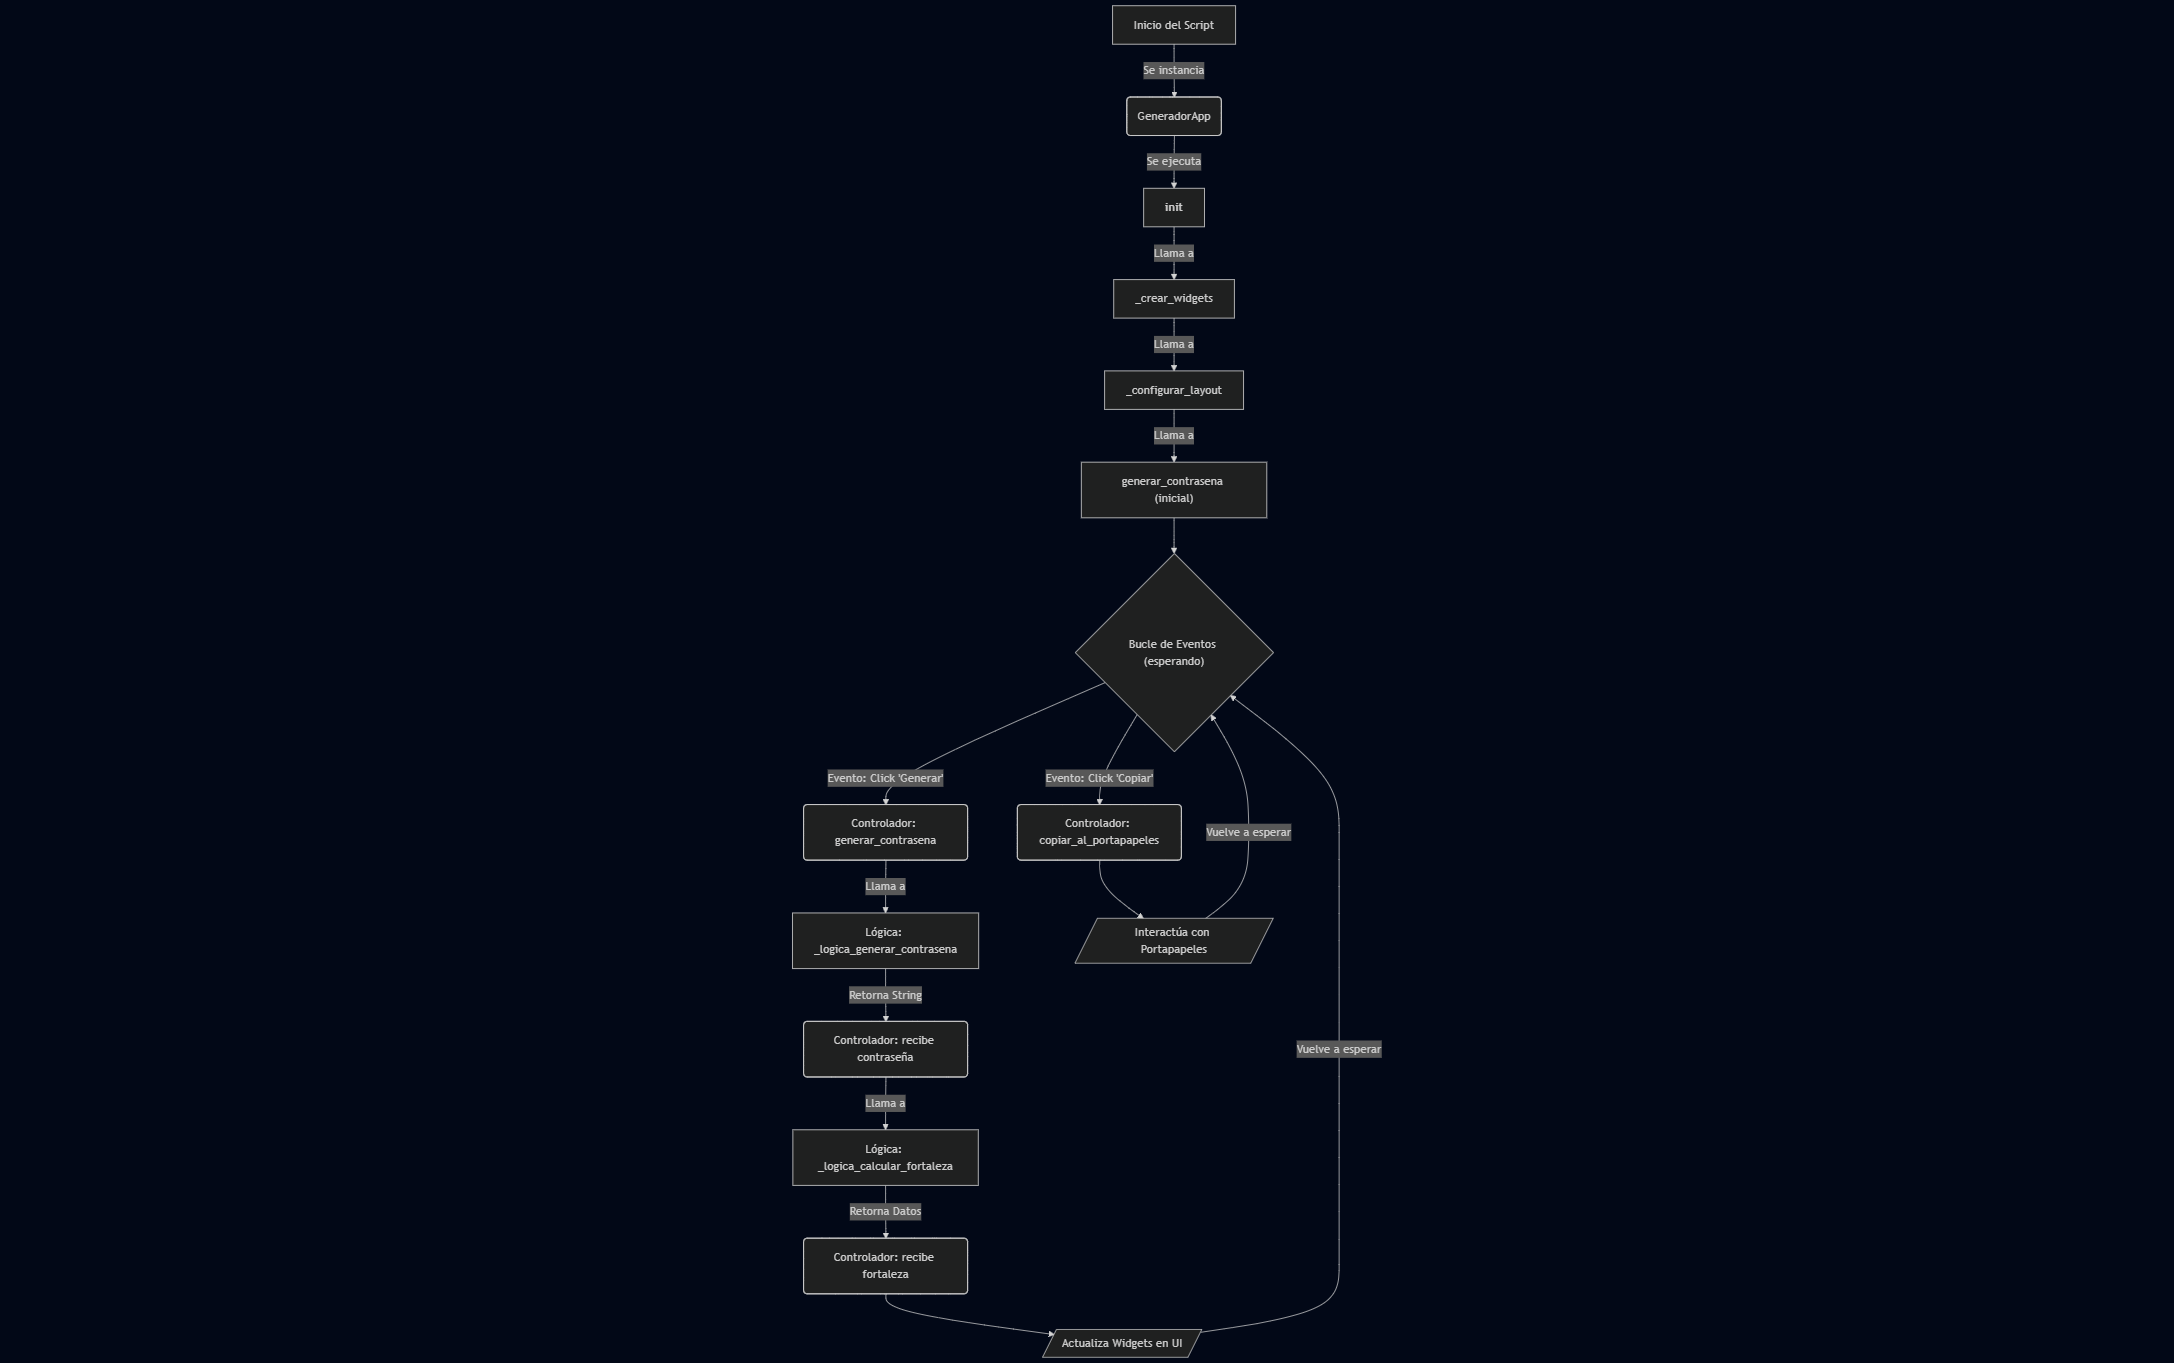 Inicio del Script
Se instancia
GeneradorApp
Se ejecuta
init
Llama a
_crear_widgets
Llama a
_configurar_layout
Llama a
generar_contrasena
(inicial)
Bucle de Eventos
(esperando)
Evento: Click 'Generar'
Evento: Click 'Copiar'
Controlador:
generar_contrasena
Controlador:
copiar_al_portapapeles
Vuelve a esperar
Llama a
Lógica:
_logica_generar_contrasena
Interactúa con
Portapapeles
Retorna String
Controlador: recibe
contraseña
Vuelve a esperar
Llama a
Lógica:
_logica_calcular_fortaleza
Retorna Datos
Controlador: recibe
fortaleza
Actualiza Widgets en UI